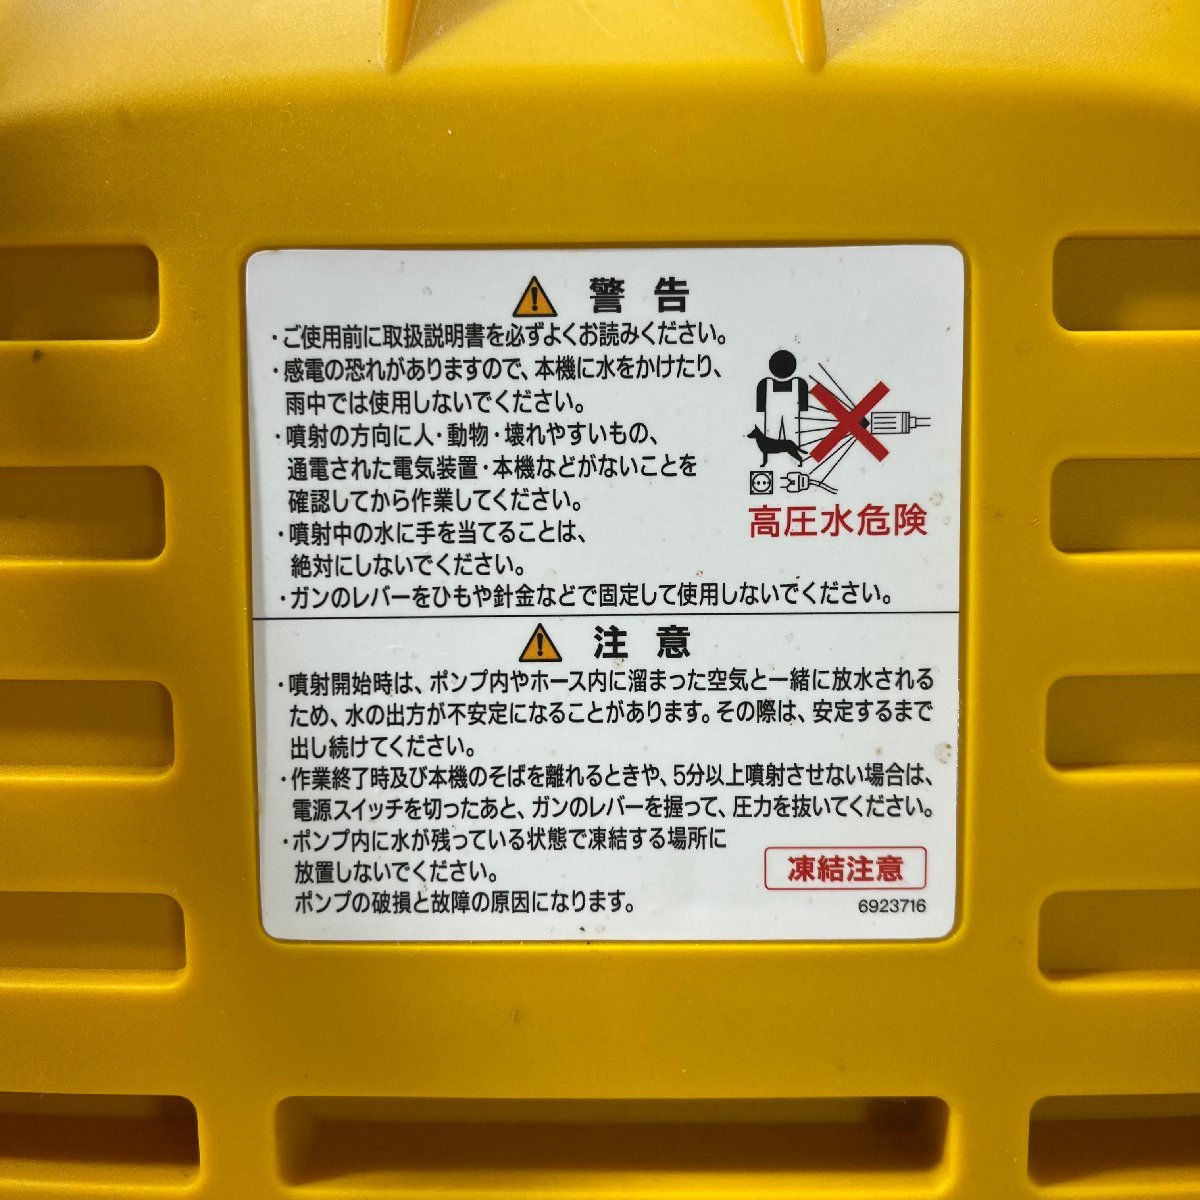 警告
・ご使用前に取扱説明書を必ずよくお読みください。
・感電の恐れがありますので、本機に水をかけたり、
雨中では使用しないでください。
・噴射の方向に人・動物・壊れやすいもの、
通電された電気装置・本機などがないことを
確認してから作業してください。
・噴射中の水に手を当てることは、
絶対にしないでください。
・ガンのレバーをひもや針金などで固定して使用しないでください。
高圧水危険
注意
・噴射開始時は、ポンプ内やホース内に溜まった空気と一緒に放水される
ため、水の出方が不安定になることがあります。その際は、安定するまで
出し続けてください。
・作業終了時及び本機のそばを離れるときや、5分以上噴射させない場合は、
電源スイッチを切ったあと、ガンのレバーを握って、圧力を抜いてください。
・ポンプ内に水が残っている状態で凍結する場所に
放置しないでください。
ポンプの破損と故障の原因になります。
凍結注意
6923716